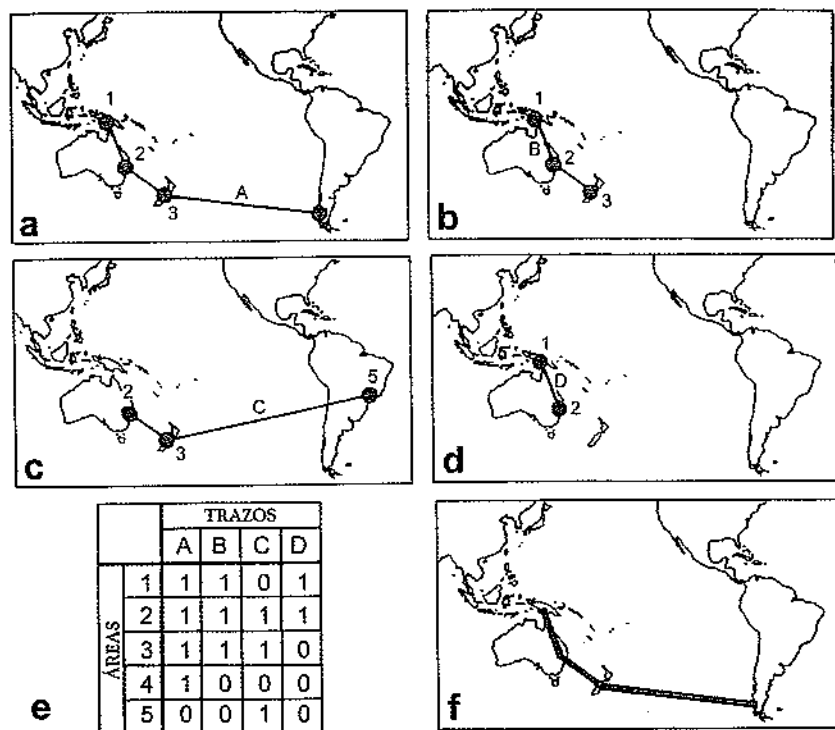 1
2
3
A
a
1
B
2
3
b
2
3
C
5
c
1
D
2
d
TRAZOS
A B C D
ÁREAS
1 1 1 0 1
2 1 1 1 1
3 1 1 1 0
4 1 0 0 0
5 0 0 1 0
e
f